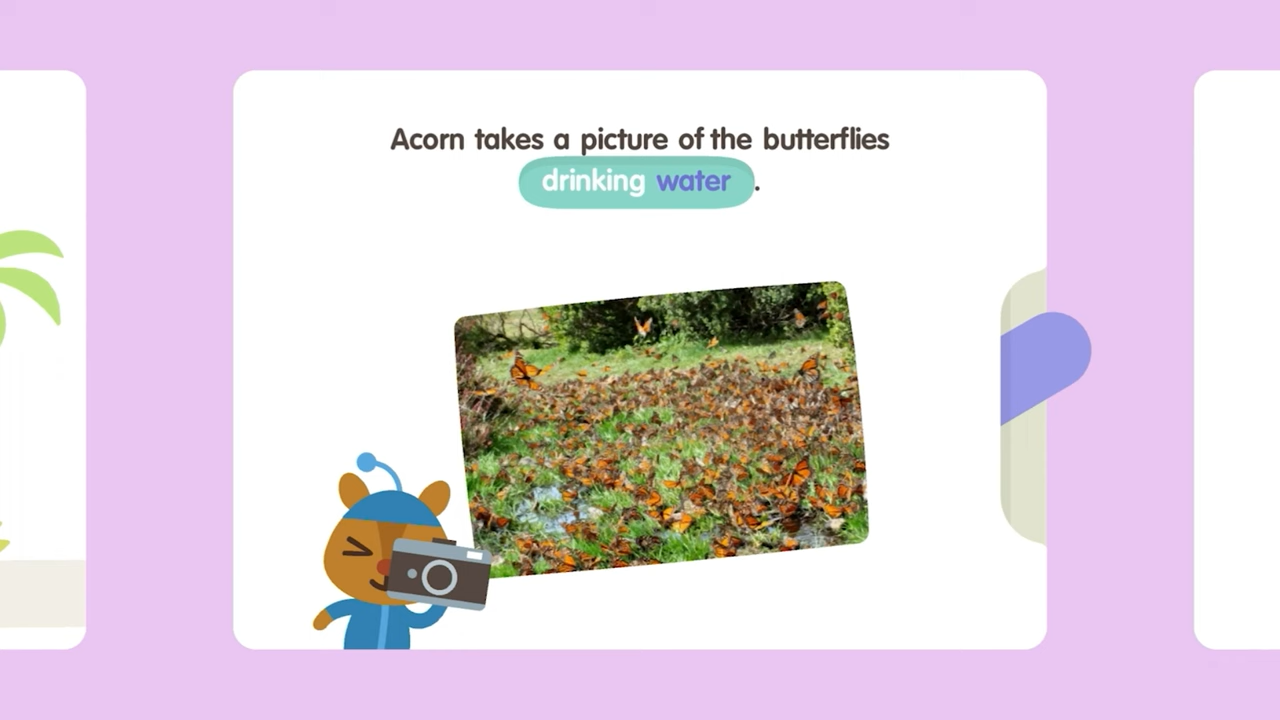 Acorn takes a picture of the butterflies
drinking water.